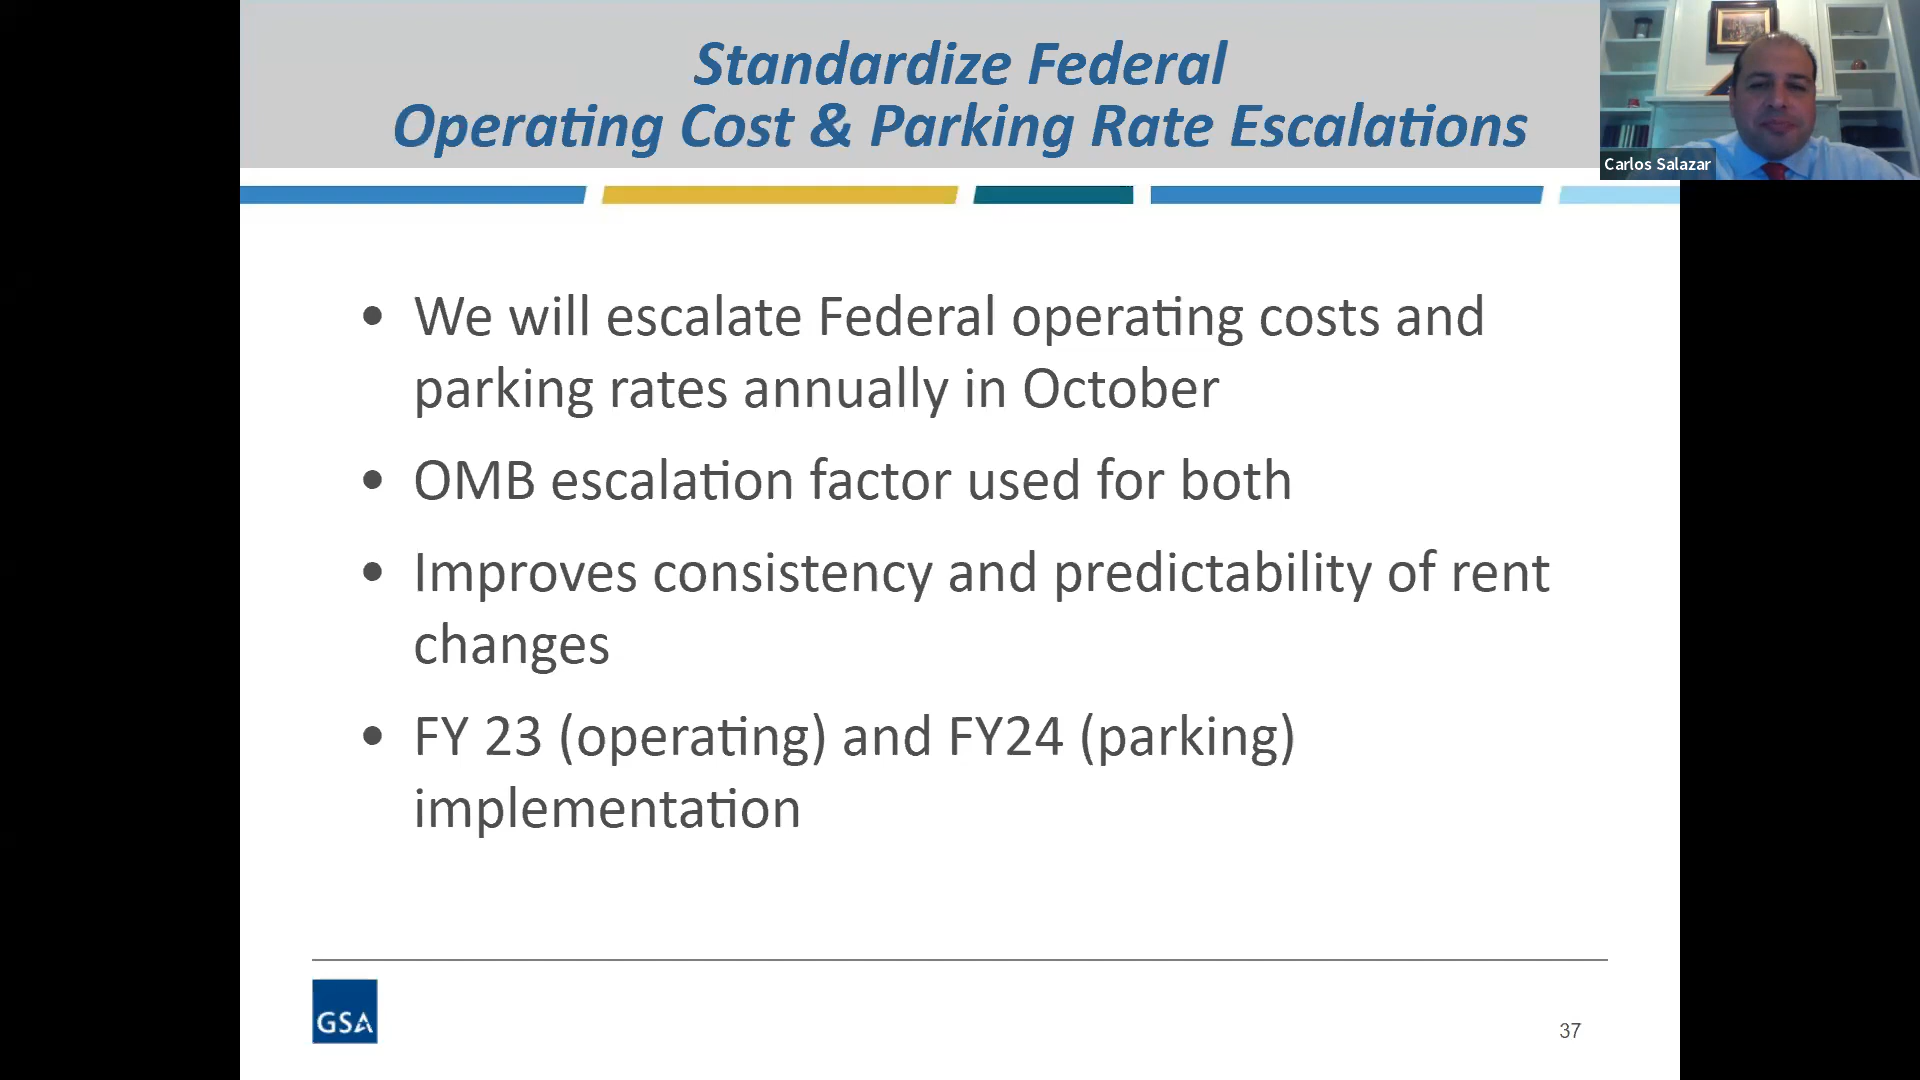 Standardize Federal
Operating Cost & Parking Rate Escalations
Carlos Salazar
• We will escalate Federal operating costs and
parking rates annually in October
• OMB escalation factor used for both
• Improves consistency and predictability of rent
changes
• FY 23 (operating) and FY24 (parking)
implementation
GSA
37